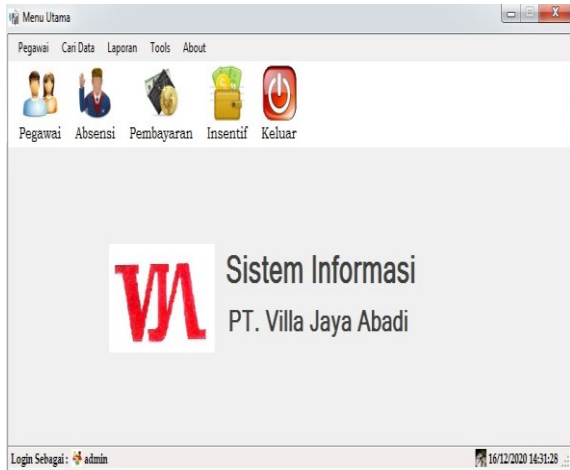 Menu Utama
Pegawai Cari Data Laporan Tools About
Pegawai Absensi Pembayaran Insentif Keluar
VJA
Sistem Informasi
PT. Villa Jaya Abadi
Login Sebagai : admin
16/12/2020 14:31:28